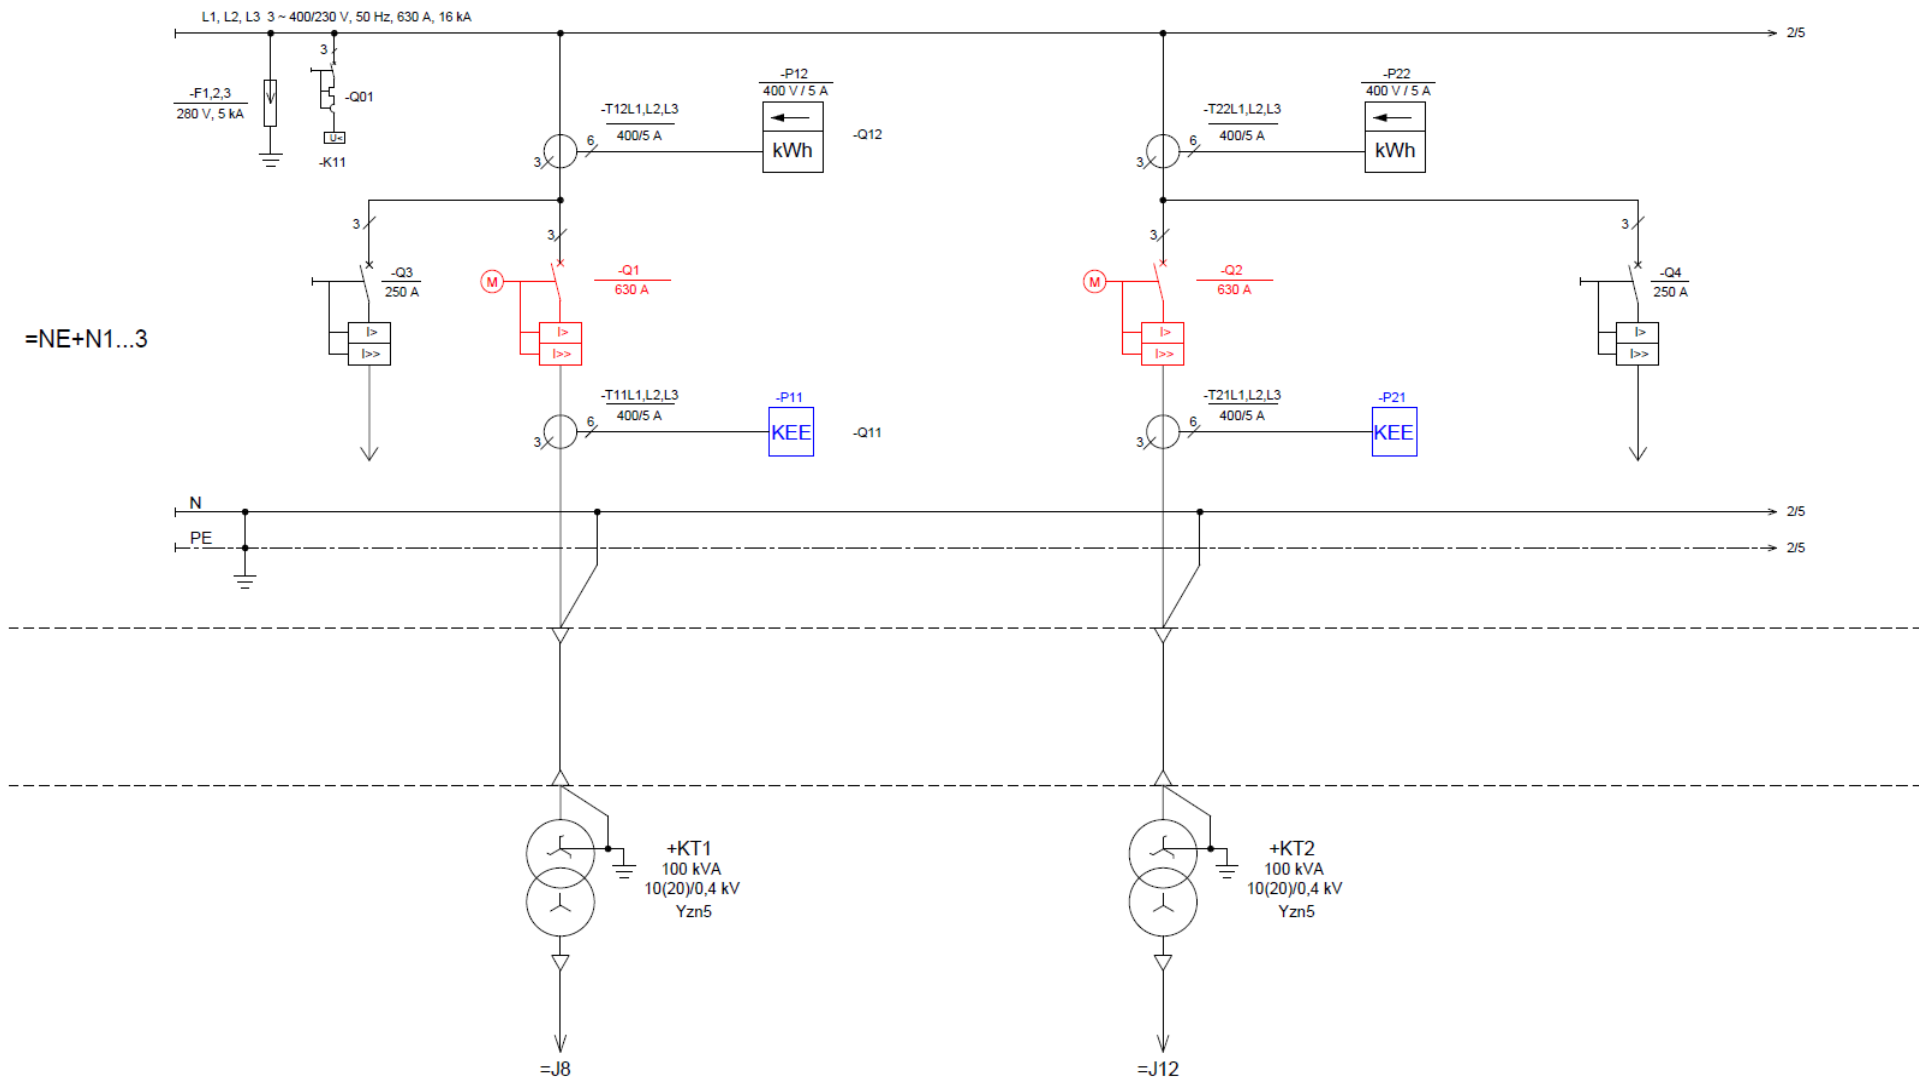 L1, L2, L3 3 ~ 400/230 V, 50 Hz, 630 A, 16 kA
2/5
3
-F1,2,3
280 V, 5 kA
-Q01
U<
-K11
-T12L1,L2,L3
400/5 A
6
3
-P12
400 V / 5 A
kWh
-Q12
-T22L1,L2,L3
400/5 A
6
3
-P22
400 V / 5 A
kWh
3
3
3
3
-Q3
250 A
I>
I>>
M
-Q1
630 A
I>
I>>
M
-Q2
630 A
I>
I>>
-Q4
250 A
I>
I>>
=NE+N1...3
-T11L1,L2,L3
400/5 A
6
3
-P11
KEE
-Q11
-T21L1,L2,L3
400/5 A
6
3
-P21
KEE
N
2/5
PE
2/5
+KT1
100 kVA
10(20)/0,4 kV
Yzn5
+KT2
100 kVA
10(20)/0,4 kV
Yzn5
=J8
=J12